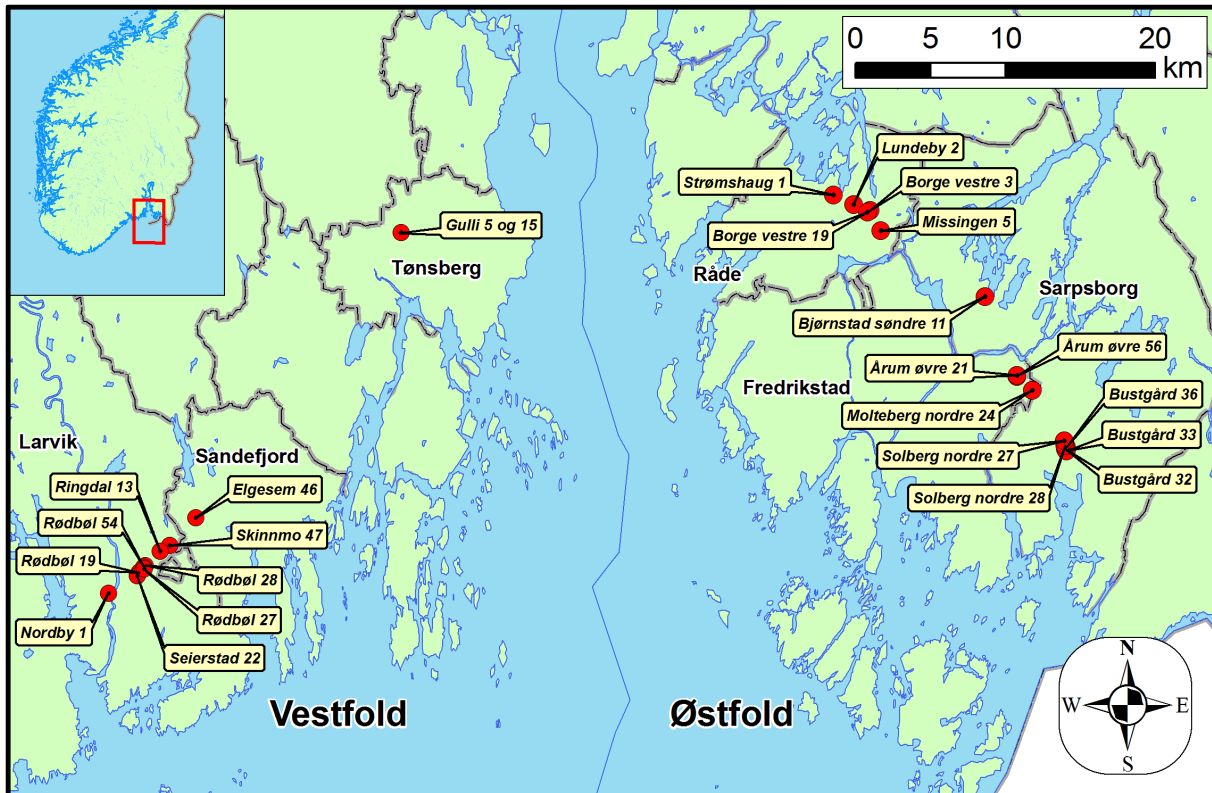 0 5 10 20
km
Lundeby 2
Strømshaug 1
Borge vestre 3
Borge vestre 19
Missingen 5
Gulli 5 og 15
Tønsberg
Råde
Sarpsborg
Bjørnstad søndre 11
Årum øvre 56
Årum øvre 21
Fredrikstad
Bustgård 36
Molteberg nordre 24
Bustgård 33
Solberg nordre 27
Bustgård 32
Solberg nordre 28
Larvik
Sandefjord
Ringdal 13
Elgesem 46
Rødbøl 54
Skinnmo 47
Rødbøl 19
Rødbøl 28
Rødbøl 27
Nordby 1
Seierstad 22
Vestfold
Østfold
N
W E
S